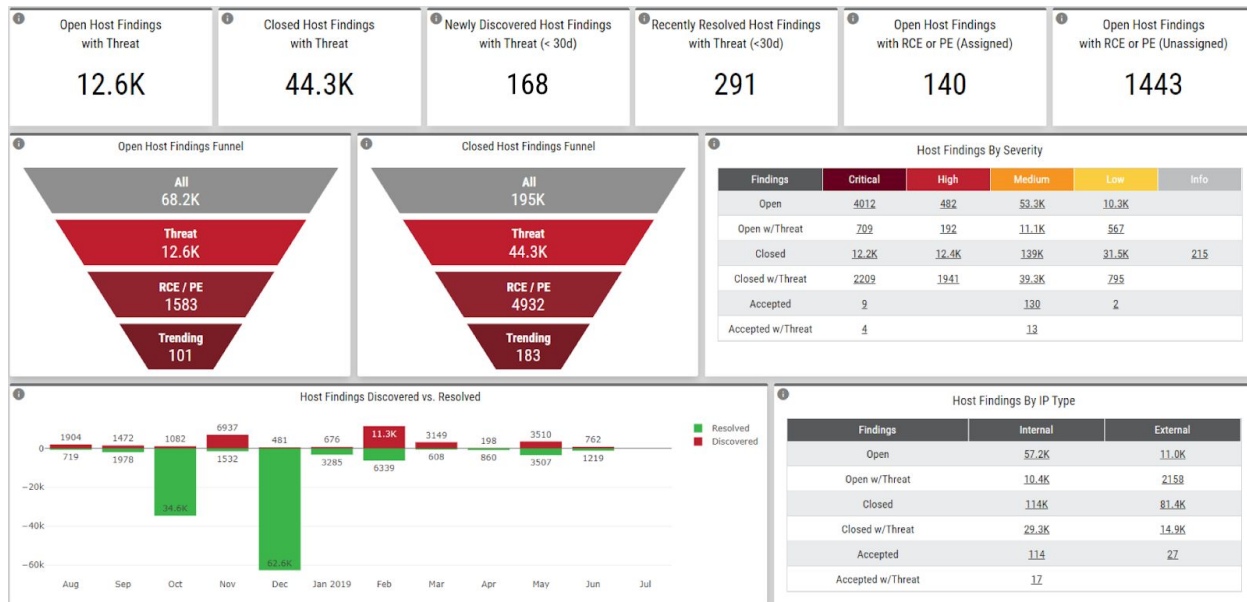 Open Host Findings
with Threat
12.6K
Closed Host Findings
with Threat
44.3K
Newly Discovered Host Findings
with Threat (< 30d)
168
Recently Resolved Host Findings
with Threat (<30d)
291
Open Host Findings
with RCE or PE (Assigned)
140
Open Host Findings
with RCE or PE (Unassigned)
1443
Open Host Findings Funnel
All
68.2K
Threat
12.6K
RCE / PE
1583
Trending
101
Closed Host Findings Funnel
All
195K
Threat
44.3K
RCE / PE
4932
Trending
183
Host Findings By Severity
Findings Critical High Medium Low Info
Open 4012 482 53.3K 10.3K
Open w/Threat 709 192 11.1K 567
Closed 12.2K 12.4K 139K 31.5K 215
Closed w/Threat 2209 1941 39.3K 795
Accepted 9 130 2
Accepted w/Threat 4 13
Host Findings Discovered vs. Resolved
Resolved
Discovered
1904 1472 1082 6937 481 676 11.3K 3149 198 3510 762
0
719 1978 34.6K 1532 62.6K 3285 6339 608 860 3507 1219
−20k
−40k
−60k
Aug Sep Oct Nov Dec Jan 2019 Feb Mar Apr May Jun Jul
Host Findings By IP Type
Findings Internal External
Open 57.2K 11.0K
Open w/Threat 10.4K 2158
Closed 114K 81.4K
Closed w/Threat 29.3K 14.9K
Accepted 114 27
Accepted w/Threat 17